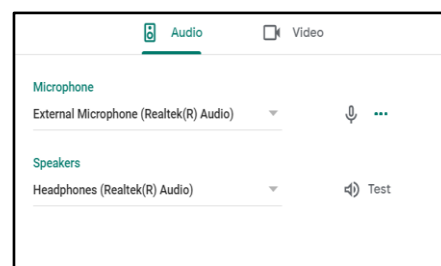 Audio Video
Microphone
External Microphone (Realtek(R) Audio)
Speakers
Headphones (Realtek(R) Audio)
Test